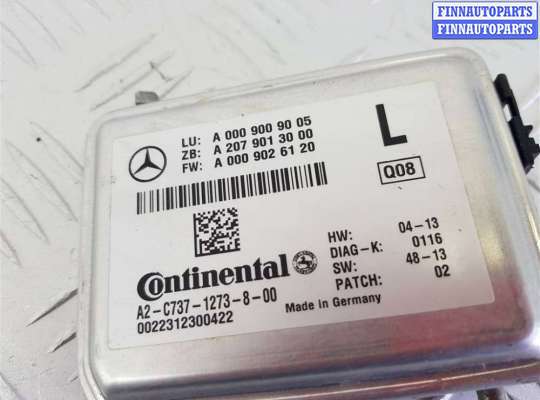 FINNAUTOPARTS
FINNAUTOPARTS
LU: A 000 900 90 05
ZB: A 207 901 30 00
FW: A 000 902 61 20
L
Q08
Continental
A2-C737-1273-8-00
0022312300422
HW: 04-13
DIAG-K: 0116
SW: 48-13
PATCH: 02
Made in Germany